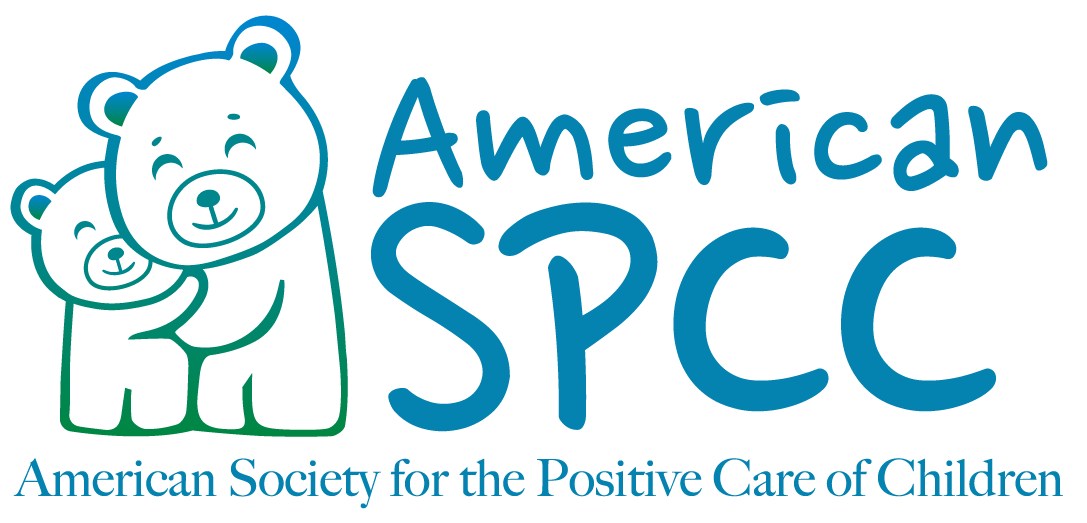 American
SPCC
American Society for the Positive Care of Children